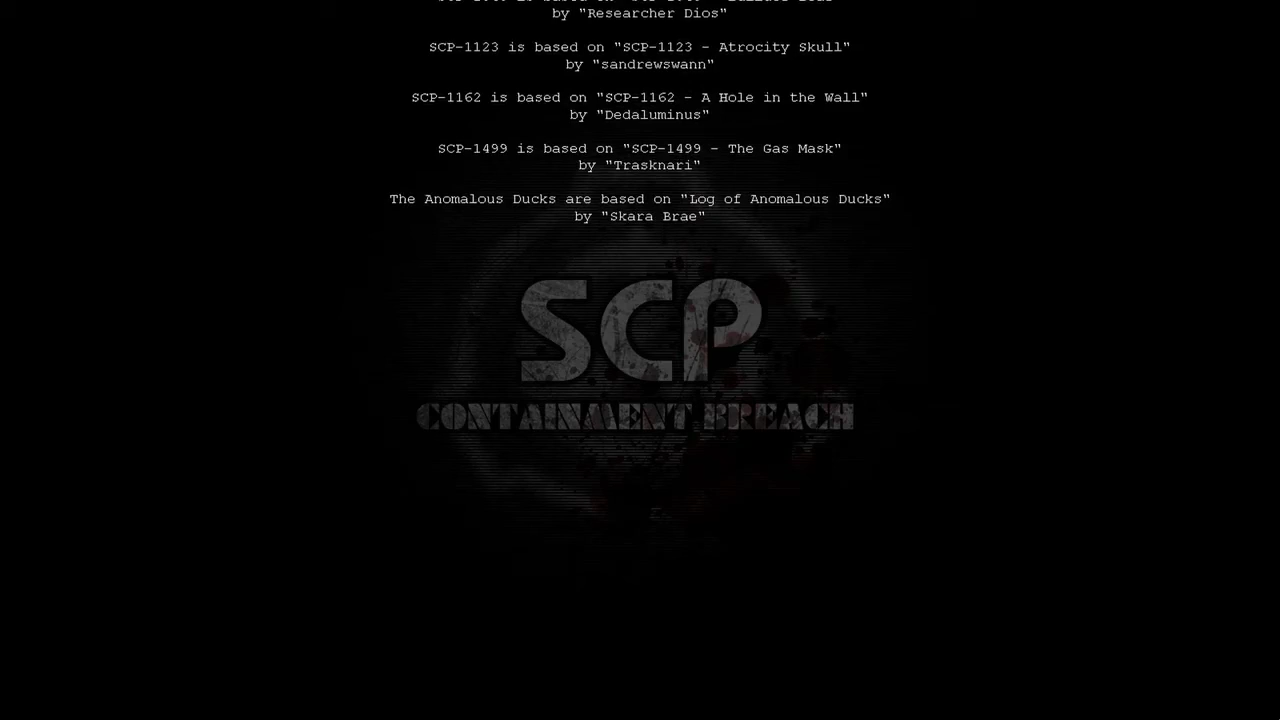 by "Researcher Dios"
SCP-1123 is based on "SCP-1123 - Atrocity Skull"
by "sandrewswann"
SCP-1162 is based on "SCP-1162 - A Hole in the Wall"
by "Dedaluminus"
SCP-1499 is based on "SCP-1499 - The Gas Mask"
by "Trasknari"
The Anomalous Ducks are based on "Log of Anomalous Ducks"
by "Skara Brae"
SCP
CONTAINMENT BREACH